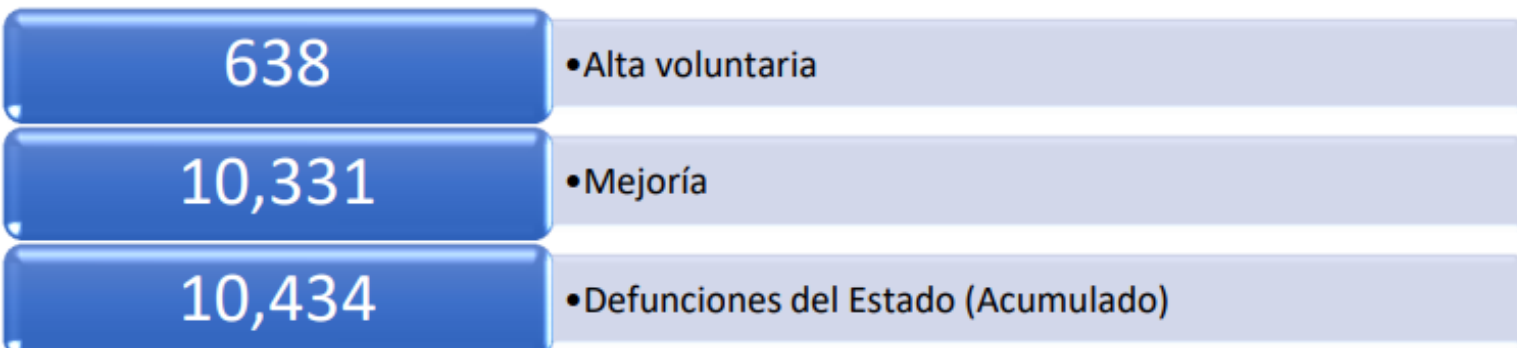 638 •Alta voluntaria
10,331 •Mejoría
10,434 •Defunciones del Estado (Acumulado)